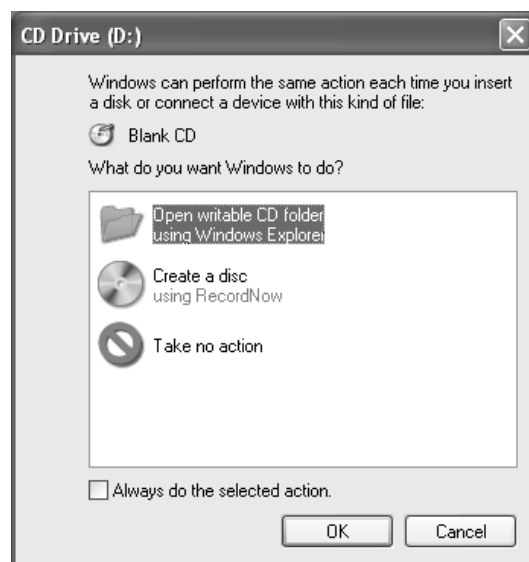 CD Drive (D:)
Windows can perform the same action each time you insert
a disk or connect a device with this kind of file:
Blank CD
What do you want Windows to do?
Open writable CD folder
using Windows Explorer
Create a disc
using RecordNow
Take no action
Always do the selected action.
OK
Cancel